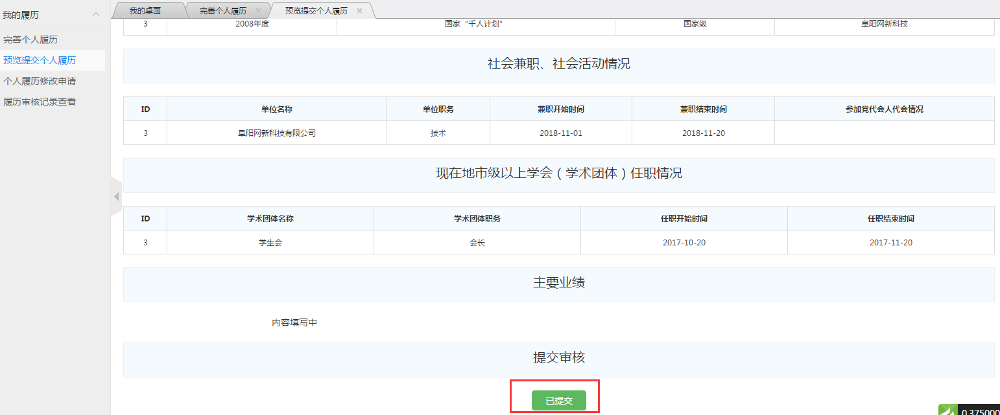 我的履历
完善个人履历
预览提交个人履历
个人履历修改申请
履历审核记录查看
我的桌面 完善个人履历 预览提交个人履历
3 2008年度 国家“千人计划” 国家级 阜阳网新科技
社会兼职、社会活动情况
ID 单位名称 单位职务 兼职开始时间 兼职结束时间 参加党代会人代会情况
3 阜阳网新科技有限公司 技术 2018-11-01 2018-11-20
现在地市级以上学会（学术团体）任职情况
ID 学术团体名称 学术团体职务 任职开始时间 任职结束时间
3 学生会 会长 2017-10-20 2017-11-20
主要业绩
内容填写中
提交审核
已提交
0.375000